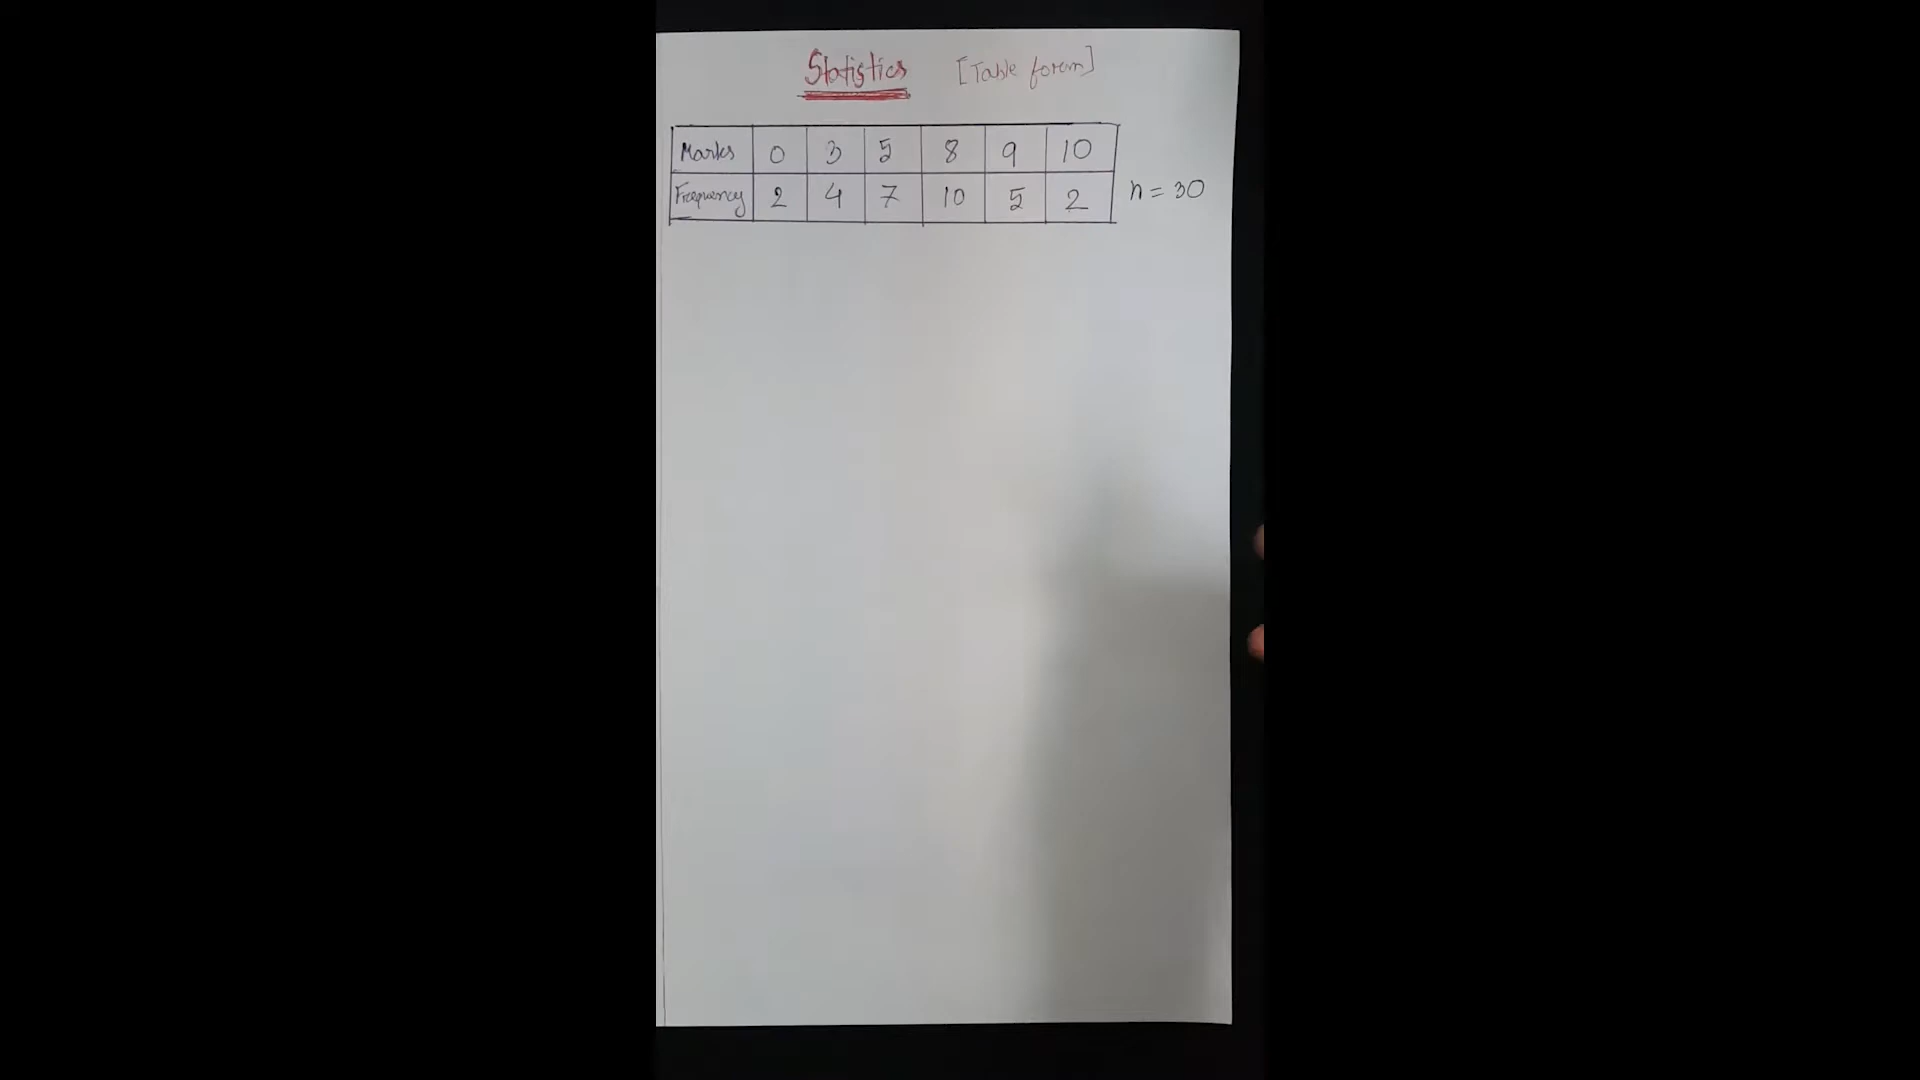 Statistics [Table form]
Marks 0 3 5 8 9 10
Frequency 2 4 7 10 5 2
n = 30